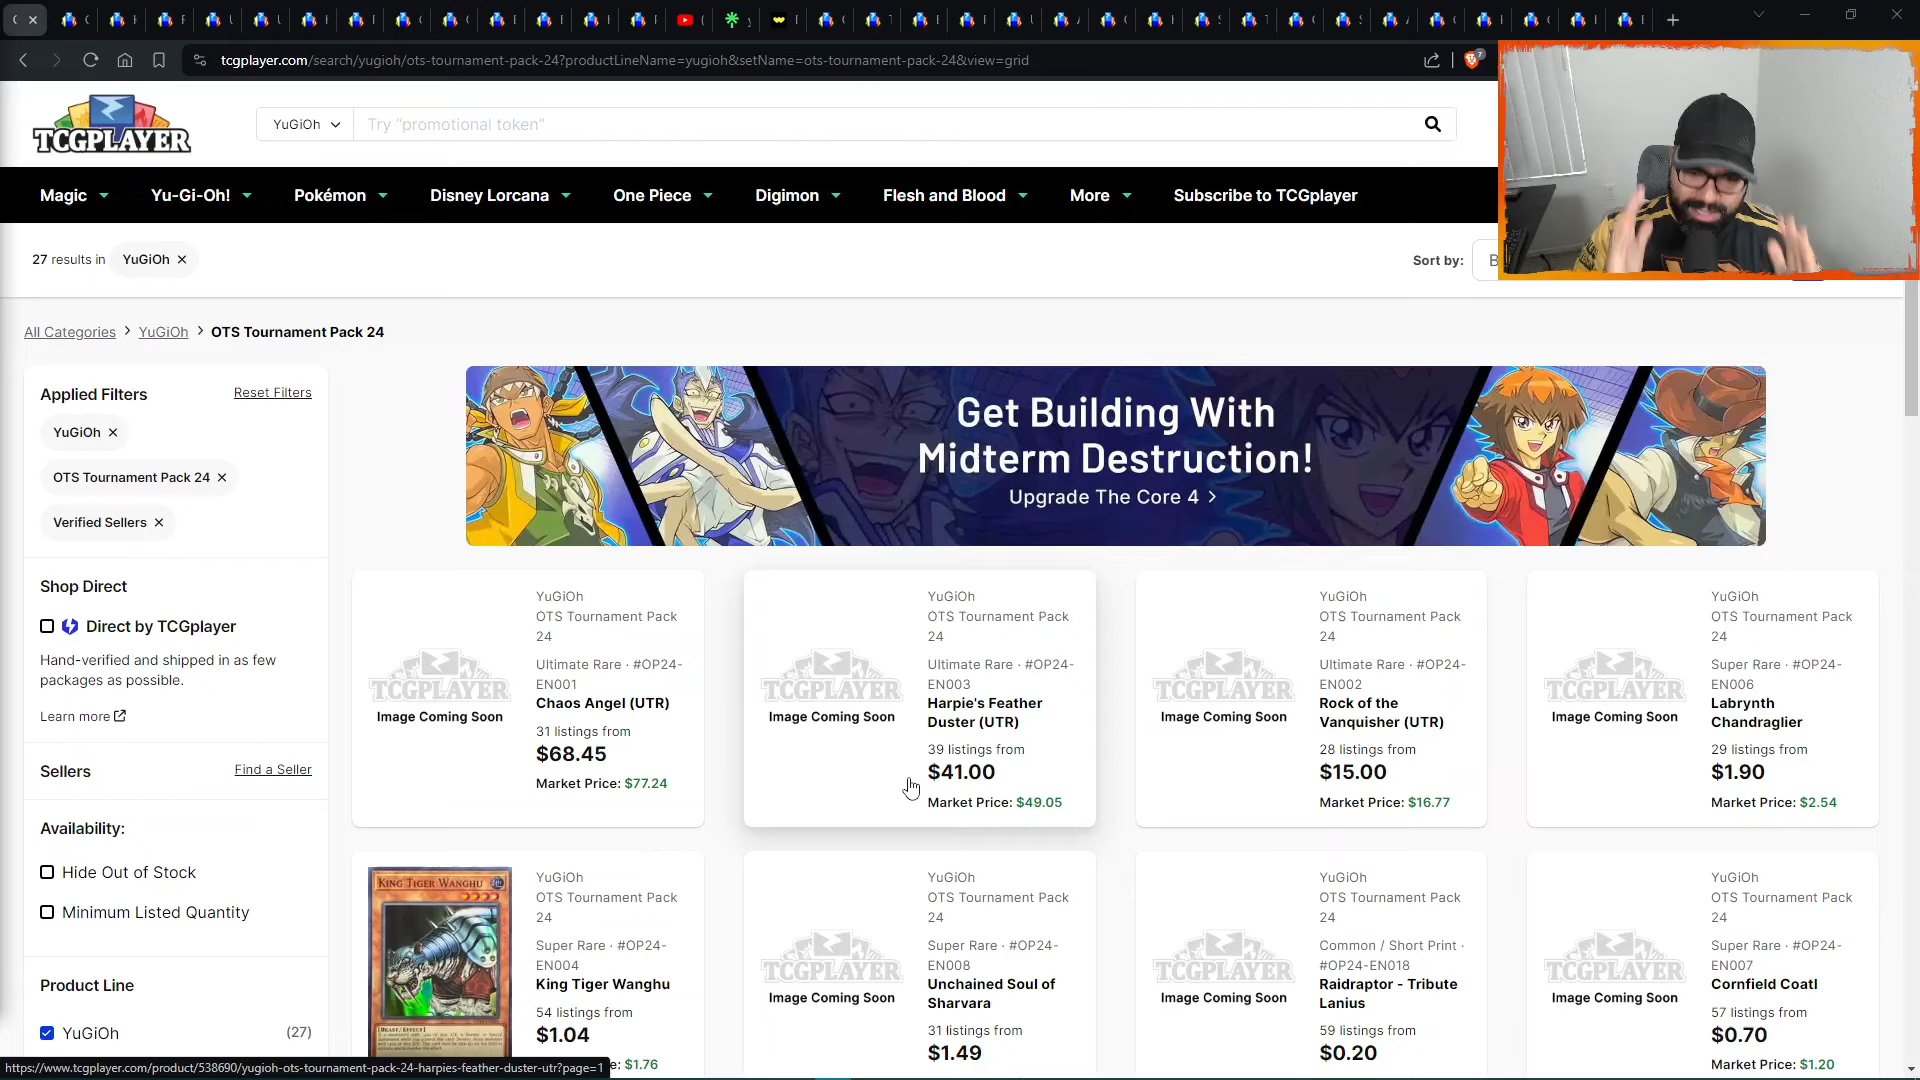 tcgplayer.com/search/yugioh/ots-tournament-pack-24?productLineName=yugioh&setName=ots-tournament-pack-24&view=grid
7
TCGPLAYER
YuGiOh
Try "promotional token"
Magic
Yu-Gi-Oh!
Pokémon
Disney Lorcana
One Piece
Digimon
Flesh and Blood
More
Subscribe to TCGplayer
27 results in
YuGiOh
Sort by:
All Categories > YuGiOh > OTS Tournament Pack 24
Applied Filters
Reset Filters
YuGiOh
OTS Tournament Pack 24
Verified Sellers
Shop Direct
Direct by TCGplayer
Hand-verified and shipped in as few
packages as possible.
Learn more
Sellers
Find a Seller
Availability:
Hide Out of Stock
Minimum Listed Quantity
Product Line
YuGiOh (27)
Get Building With
Midterm Destruction!
Upgrade The Core 4 >
TCGPLAYER
Image Coming Soon
YuGiOh
OTS Tournament Pack
24
Ultimate Rare · #OP24-
EN001
Chaos Angel (UTR)
31 listings from
$68.45
Market Price: $77.24
TCGPLAYER
Image Coming Soon
YuGiOh
OTS Tournament Pack
24
Ultimate Rare · #OP24-
EN003
Harpie's Feather
Duster (UTR)
39 listings from
$41.00
Market Price: $49.05
TCGPLAYER
Image Coming Soon
YuGiOh
OTS Tournament Pack
24
Ultimate Rare · #OP24-
EN002
Rock of the
Vanquisher (UTR)
28 listings from
$15.00
Market Price: $16.77
TCGPLAYER
Image Coming Soon
YuGiOh
OTS Tournament Pack
24
Super Rare · #OP24-
EN006
Labrynth
Chandraglier
29 listings from
$1.90
Market Price: $2.54
KING TIGER WANGHU
[BEAST/EFFECT]
YuGiOh
OTS Tournament Pack
24
Super Rare · #OP24-
EN004
King Tiger Wanghu
54 listings from
$1.04
e: $1.76
TCGPLAYER
Image Coming Soon
YuGiOh
OTS Tournament Pack
24
Super Rare · #OP24-
EN008
Unchained Soul of
Sharvara
31 listings from
$1.49
TCGPLAYER
Image Coming Soon
YuGiOh
OTS Tournament Pack
24
Common / Short Print ·
#OP24-EN018
Raidraptor - Tribute
Lanius
59 listings from
$0.20
TCGPLAYER
Image Coming Soon
YuGiOh
OTS Tournament Pack
24
Super Rare · #OP24-
EN007
Cornfield Coatl
57 listings from
$0.70
Market Price: $1.20
https://www.tcgplayer.com/product/538690/yugioh-ots-tournament-pack-24-harpies-feather-duster-utr?page=1